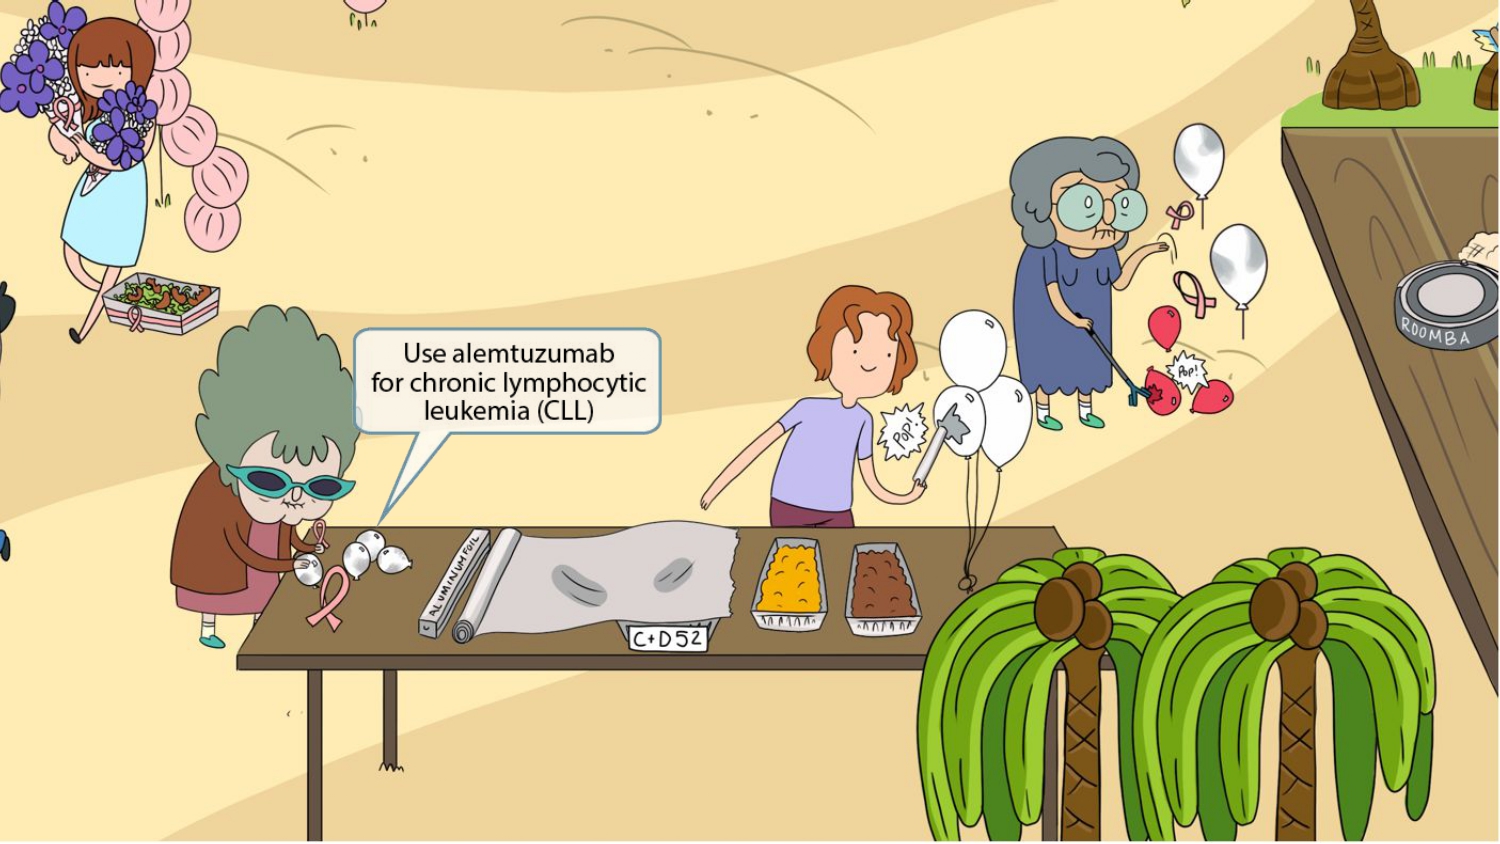 Use alemtuzumab
for chronic lymphocytic
leukemia (CLL)
POP!
POP!
ROOMBA
ALUMINUM FOIL
C+D52